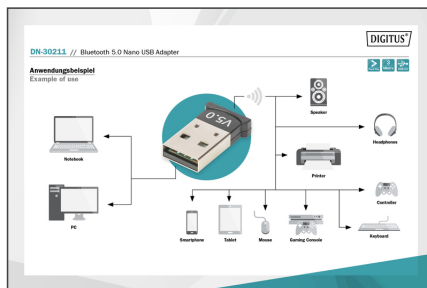 DIGITUS®
DN-30211 // Bluetooth 5.0 Nano USB Adapter
Anwendungsbeispiel
Example of use
V5.0
Speaker
Headphones
Notebook
Printer
PC
Controller
Smartphone
Tablet
Mouse
Gaming Console
Keyboard